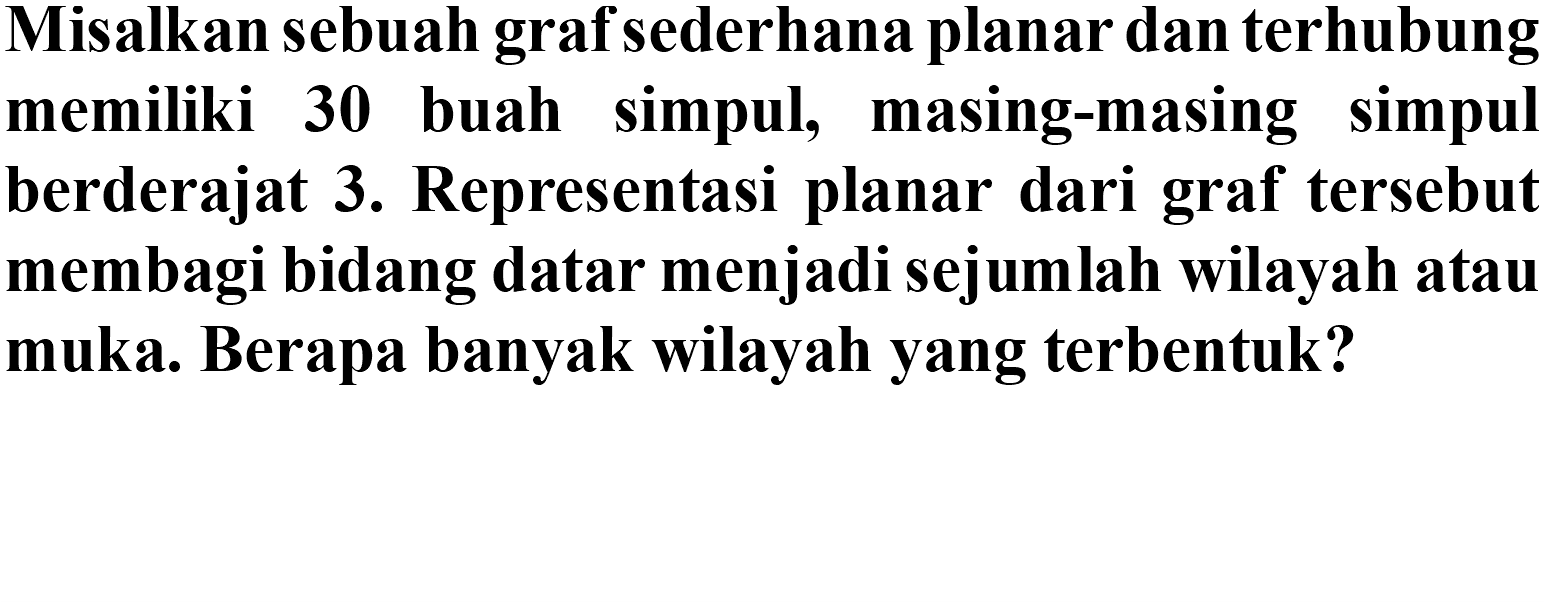 Misalkan sebuah graf sederhana planar dan terhubung
memiliki 30 buah simpul, masing-masing simpul
berderajat 3. Representasi planar dari graf tersebut
membagi bidang datar menjadi sejumlah wilayah atau
muka. Berapa banyak wilayah yang terbentuk?